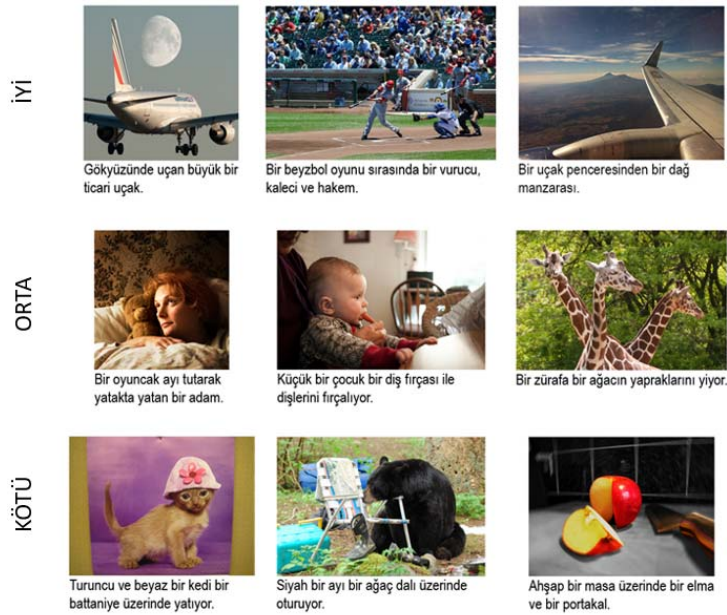 İYİ
Gökyüzünde uçan büyük bir
ticari uçak.
Bir beyzbol oyunu sırasında bir vurucu,
kaleci ve hakem.
Bir uçak penceresinden bir dağ
manzarası.
ORTA
Bir oyuncak ayı tutarak
yatakta yatan bir adam.
Küçük bir çocuk bir diş fırçası ile
dişlerini fırçalıyor.
Bir zürafa bir ağacın yapraklarını yiyor.
KÖTÜ
Turuncu ve beyaz bir kedi bir
battaniye üzerinde yatıyor.
Siyah bir ayı bir ağaç dalı üzerinde
oturuyor.
Ahşap bir masa üzerinde bir elma
ve bir portakal.